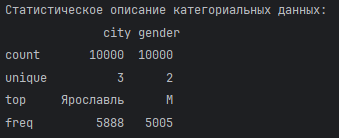 Статистическое описание категориальных данных:
city gender
count 10000 10000
unique 3 2
top Ярославль M
freq 5888 5005